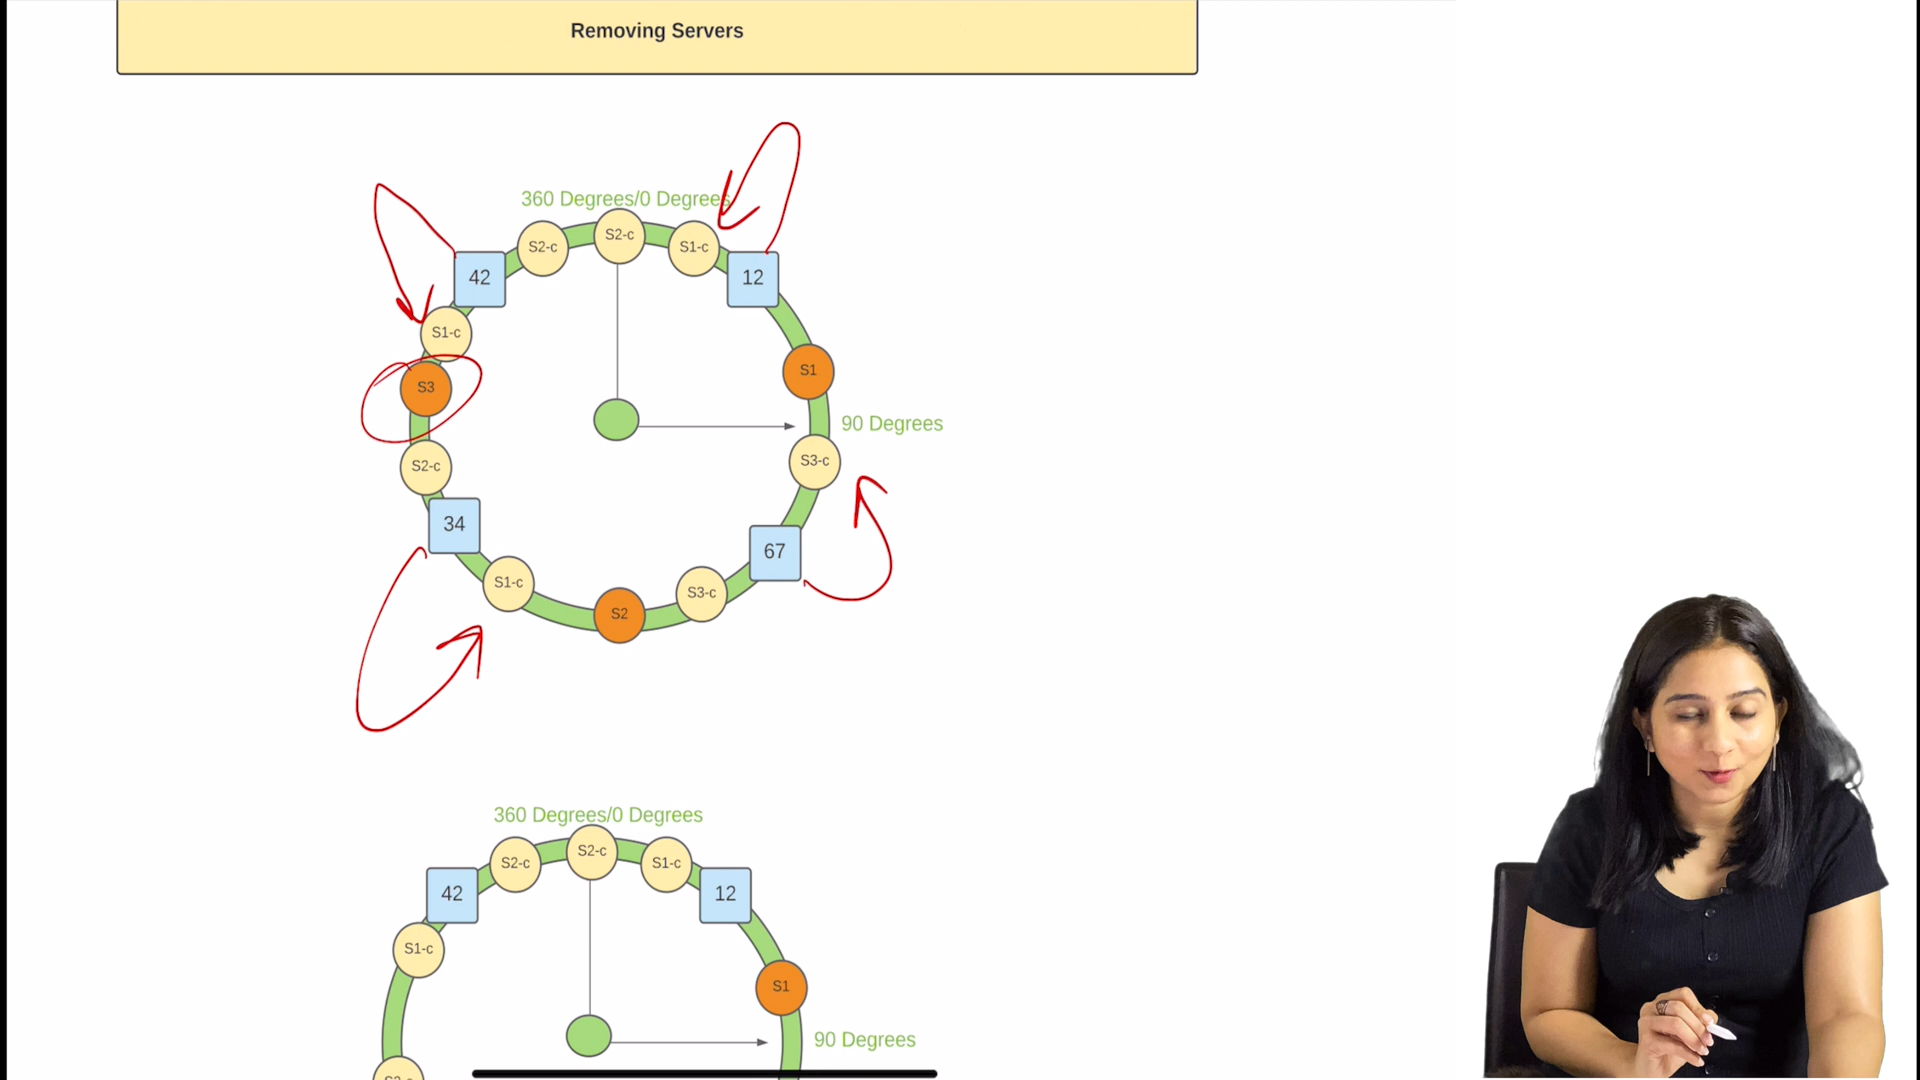 Removing Servers
360 Degrees/0 Degrees
S2-c
S2-c
S1-c
42
12
S1-c
S1
S3
90 Degrees
S3-c
S2-c
34
67
S1-c
S3-c
S2
360 Degrees/0 Degrees
S2-c
S2-c
S1-c
42
12
S1-c
S1
90 Degrees